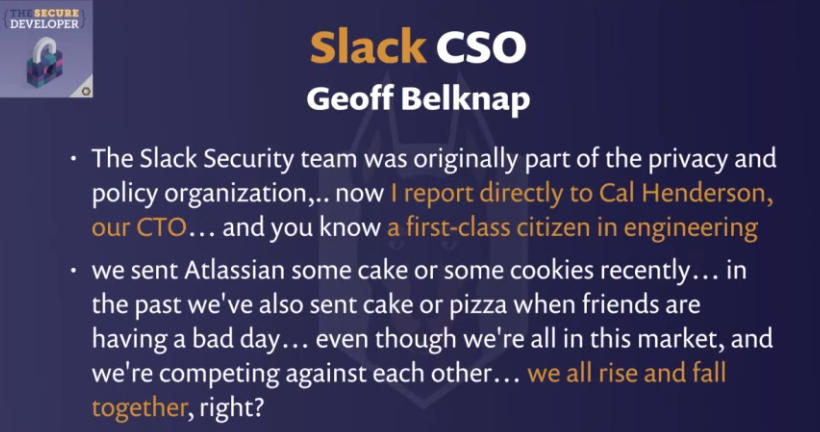 {THE SECURE
DEVELOPER}
Slack CSO
Geoff Belknap
• The Slack Security team was originally part of the privacy and
policy organization,.. now I report directly to Cal Henderson,
our CTO... and you know a first-class citizen in engineering
• we sent Atlassian some cake or some cookies recently... in
the past we've also sent cake or pizza when friends are
having a bad day... even though we're all in this market, and
we're competing against each other... we all rise and fall
together, right?